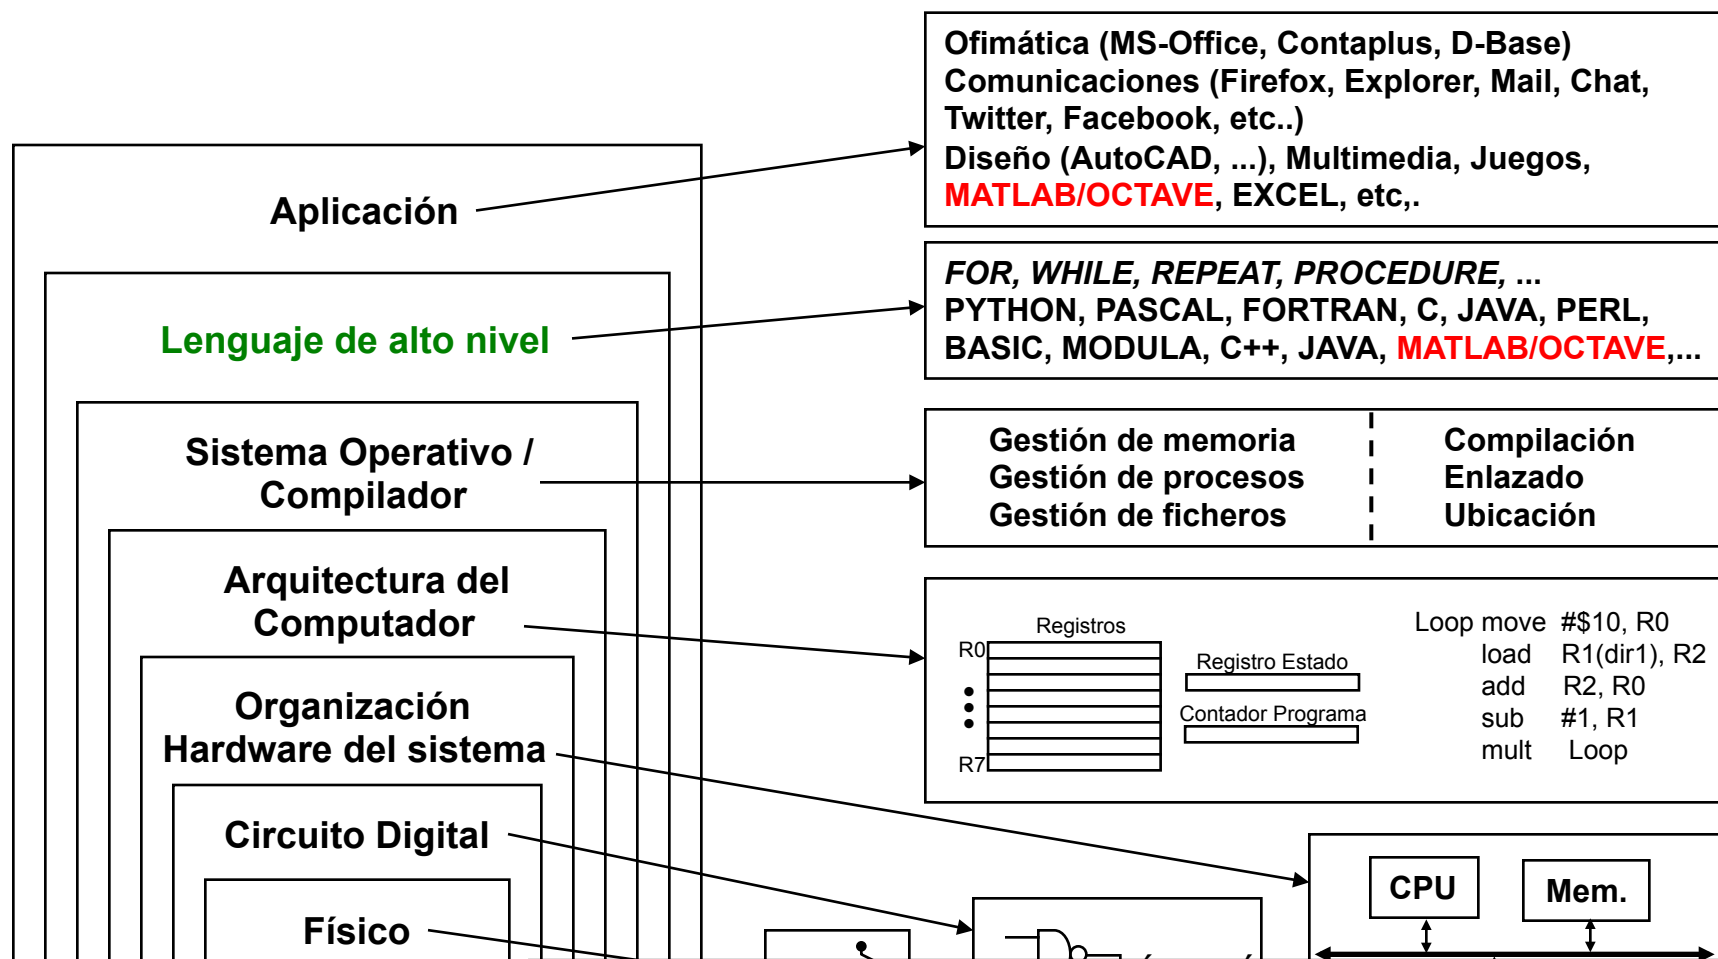 Ofimática (MS-Office, Contaplus, D-Base)
Comunicaciones (Firefox, Explorer, Mail, Chat,
Twitter, Facebook, etc..)
Diseño (AutoCAD, ...), Multimedia, Juegos,
MATLAB/OCTAVE, EXCEL, etc,.
Aplicación
FOR, WHILE, REPEAT, PROCEDURE, ...
PYTHON, PASCAL, FORTRAN, C, JAVA, PERL,
BASIC, MODULA, C++, JAVA, MATLAB/OCTAVE,...
Lenguaje de alto nivel
Sistema Operativo /
Compilador
Gestión de memoria
Gestión de procesos
Gestión de ficheros
Compilación
Enlazado
Ubicación
Arquitectura del
Computador
Registros
R0
R7
Registro Estado
Contador Programa
Loop move #$10, R0
load R1(dir1), R2
add R2, R0
sub #1, R1
mult Loop
Organización
Hardware del sistema
Circuito Digital
CPU
Mem.
Físico